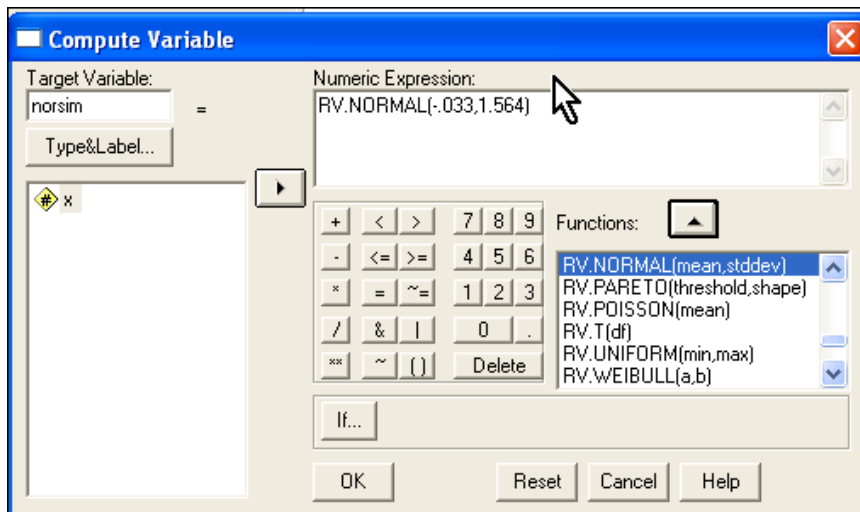 Compute Variable
Target Variable:
norsim
=
Type&Label...
# x
Numeric Expression:
RV.NORMAL(-.033,1.564)
+ < > 7 8 9
- <= >= 4 5 6
* = ~= 1 2 3
/ & | 0 .
** ~ () Delete
Functions:
RV.NORMAL(mean,stddev)
RV.PARETO(threshold,shape)
RV.POISSON(mean)
RV.T(df)
RV.UNIFORM(min,max)
RV.WEIBULL(a,b)
If...
OK Reset Cancel Help